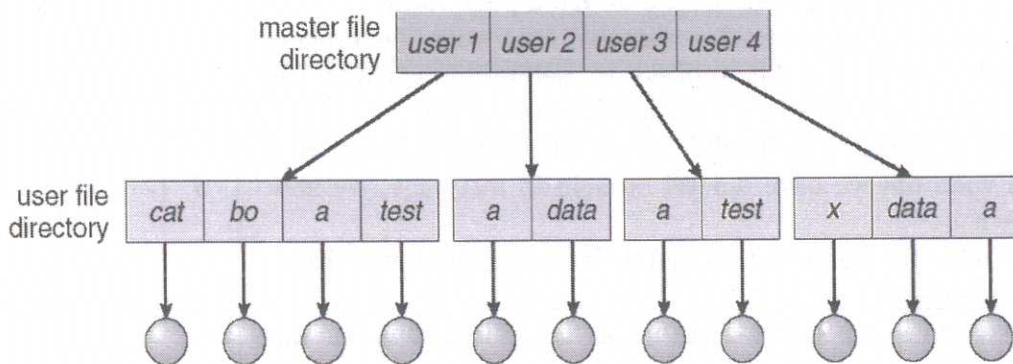 master file
directory
user 1 user 2 user 3 user 4
user file
directory
cat bo a test a data a test x data a